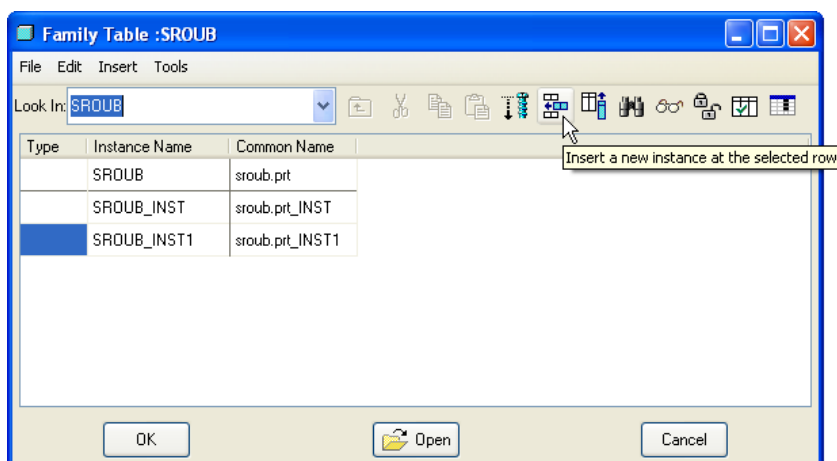 Family Table :SROUB
File Edit Insert Tools
Look In: SROUB
Type Instance Name Common Name
Insert a new instance at the selected row
SROUB sroub.prt
SROUB_INST sroub.prt_INST
SROUB_INST1 sroub.prt_INST1
OK Open Cancel